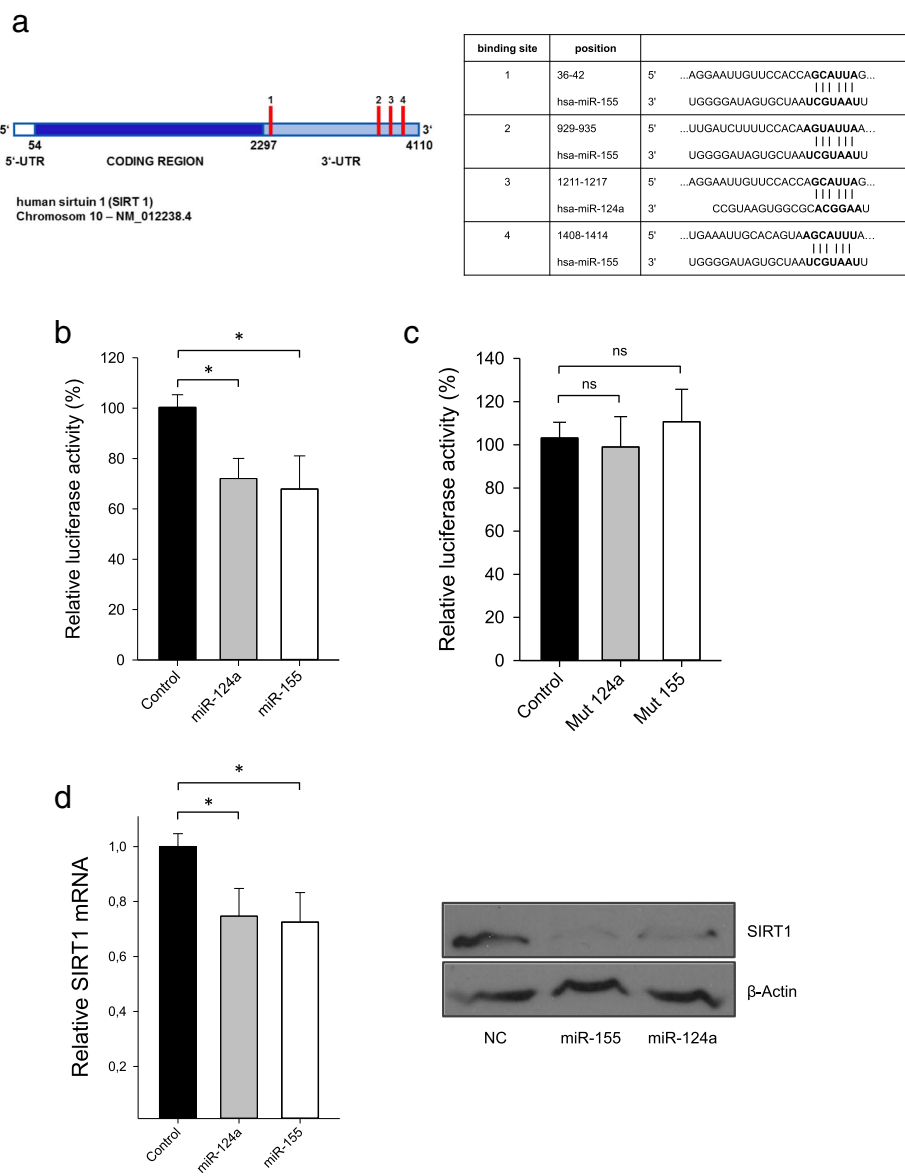 a
1 2 3 4
5' 3'
54 2297 4110
5'-UTR CODING REGION 3'-UTR
human sirtuin 1 (SIRT 1)
Chromosom 10 – NM_012238.4
binding site position
1 36-42 5' ...AGGAAUUGUUCCACCAGCAUUAG...
hsa-miR-155 3' UGGGGAUAGUGCUAAUCGUAAUU
2 929-935 5' ...UUGAUCUUUUCCACAAGUAUUAA...
hsa-miR-155 3' UGGGGAUAGUGCUAAUCGUAAUU
3 1211-1217 5' ...AGGAAUUGUUCCACCAGCAUUAG...
hsa-miR-124a 3' CCGUAAGUGGCGCACGGAAU
4 1408-1414 5' ...UGAAAUUGCACAGUAAGCAUUUA...
hsa-miR-155 3' UGGGGAUAGUGCUAAUCGUAAUU
b
Relative luciferase activity (%)
120
100
80
60
40
20
0
*
*
Control miR-124a miR-155
c
Relative luciferase activity (%)
140
120
100
80
60
40
20
0
ns
ns
Control Mut 124a Mut 155
d
Relative SIRT1 mRNA
1,0
0,8
0,6
0,4
0,2
*
*
Control miR-124a miR-155
SIRT1
β-Actin
NC miR-155 miR-124a